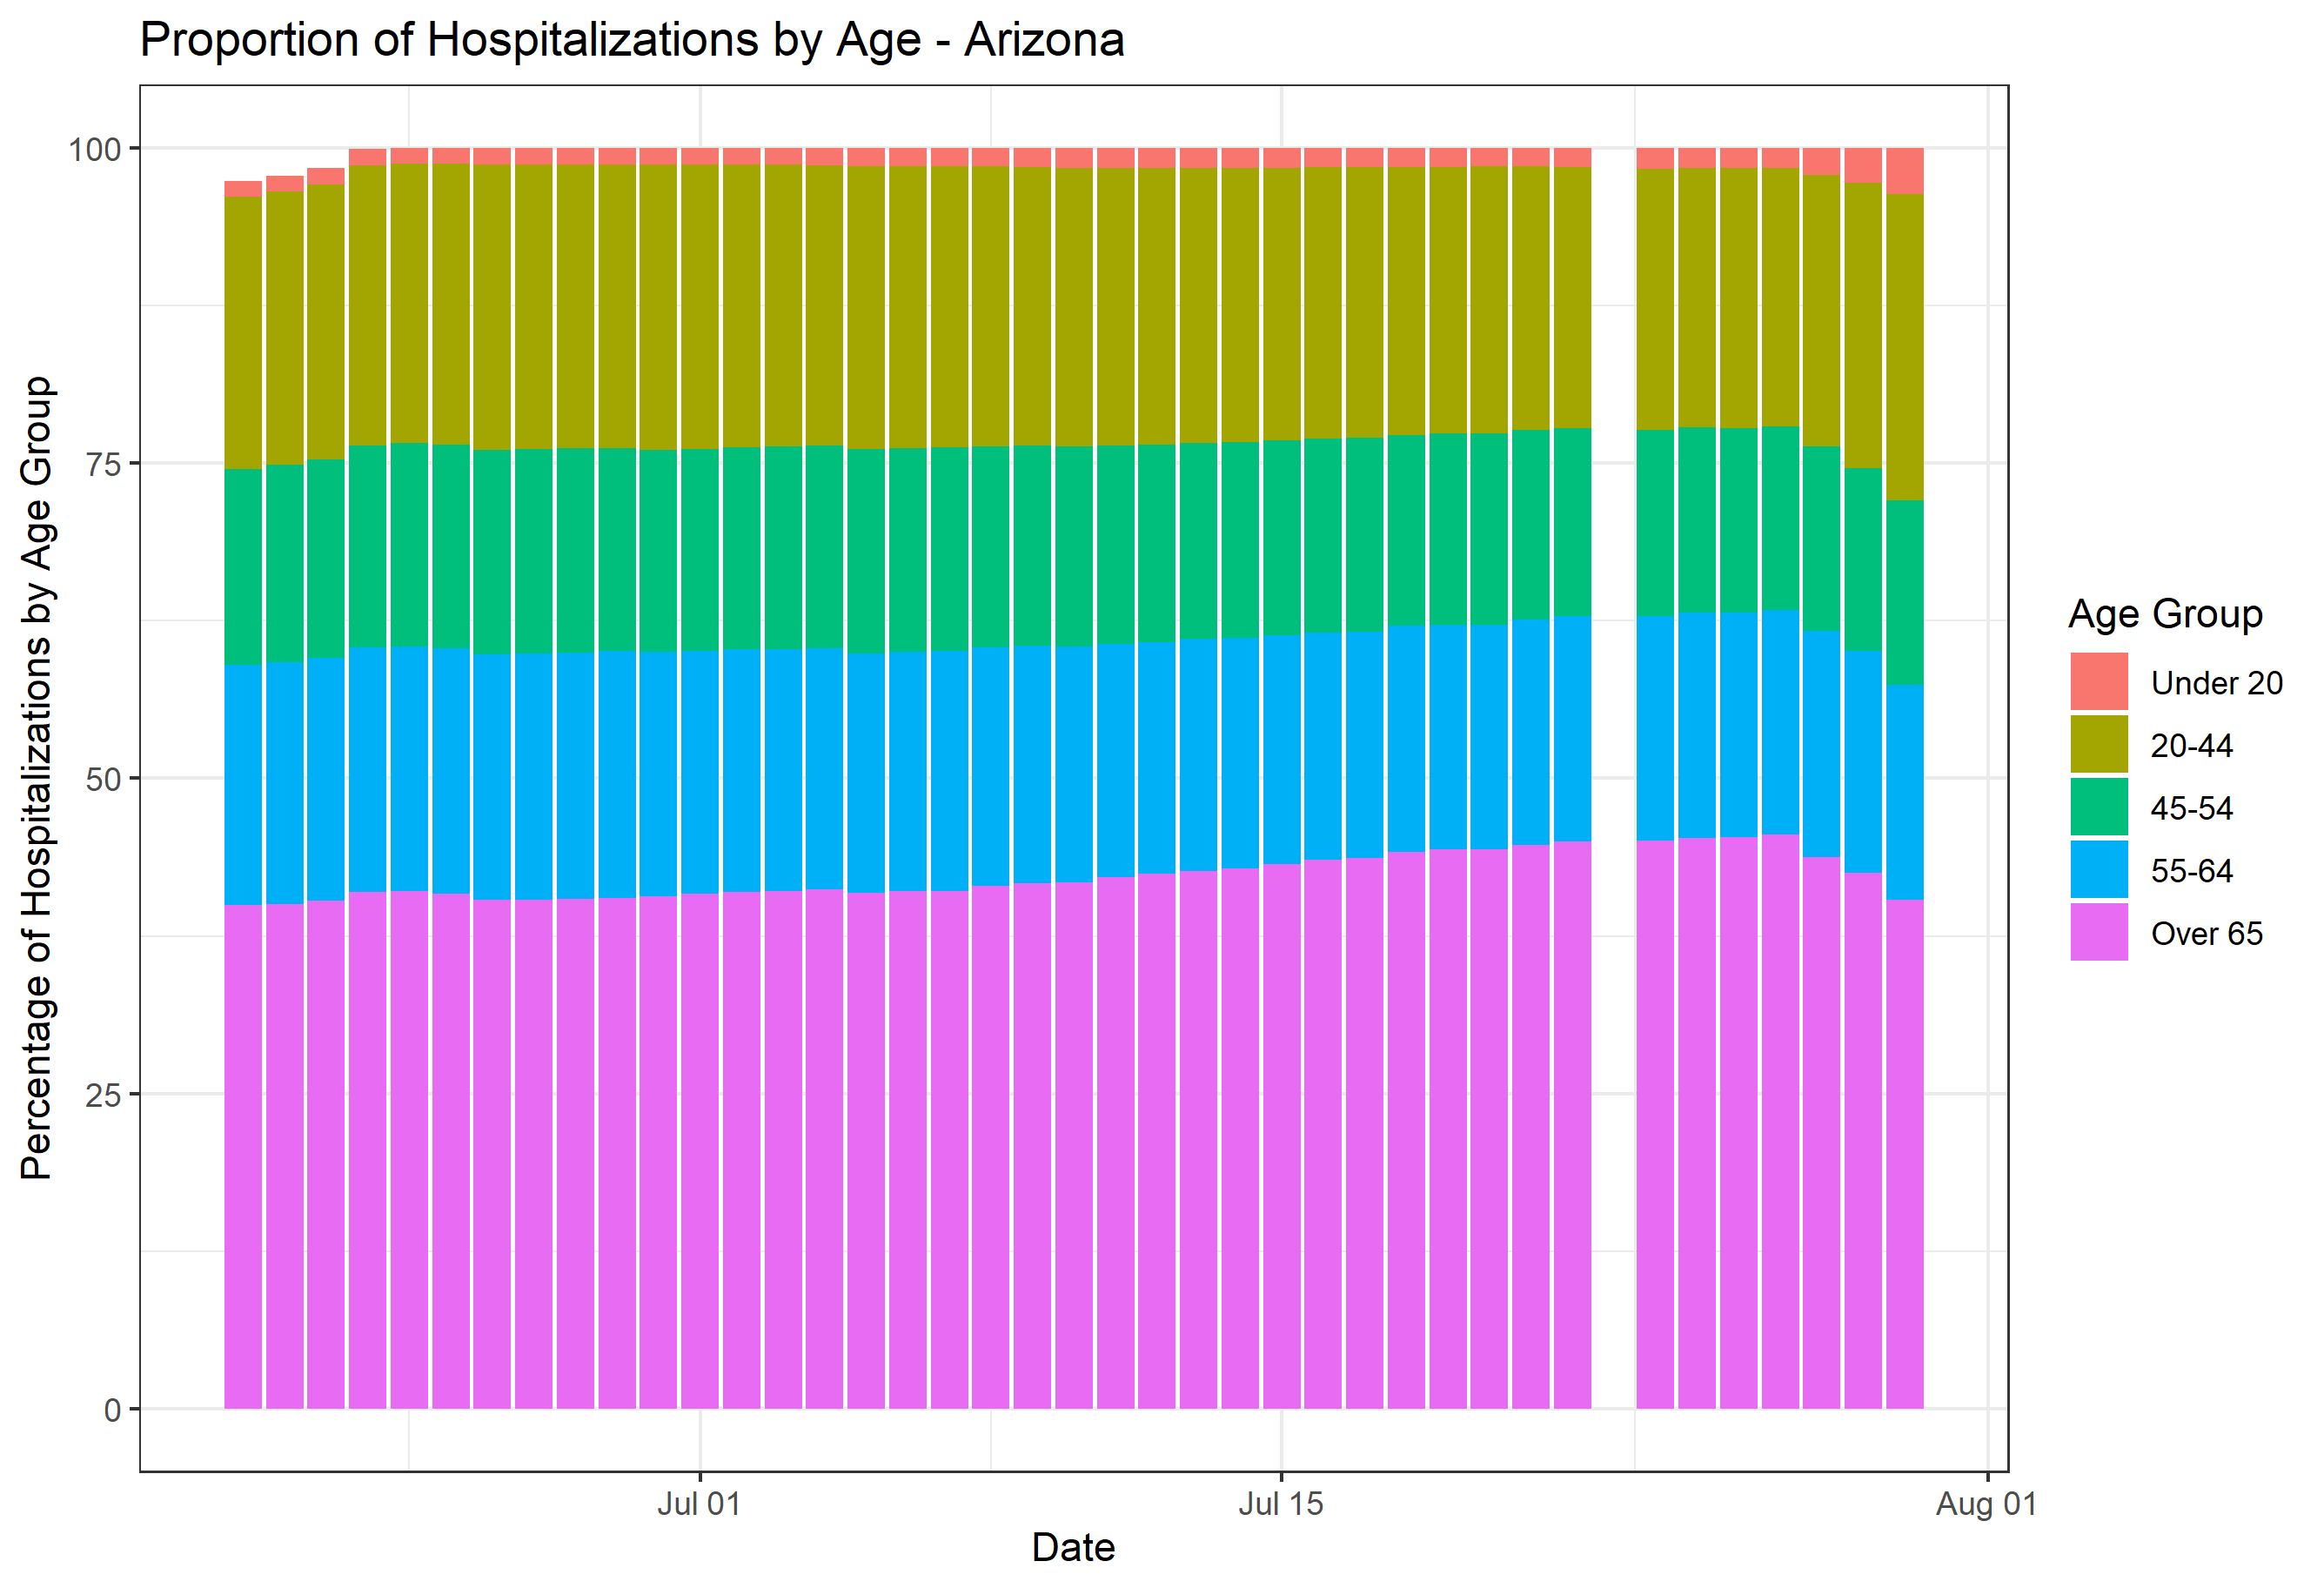 Proportion of Hospitalizations by Age - Arizona
Percentage of Hospitalizations by Age Group
100
75
50
25
0
Jul 01
Jul 15
Aug 01
Date
Age Group
Under 20
20-44
45-54
55-64
Over 65